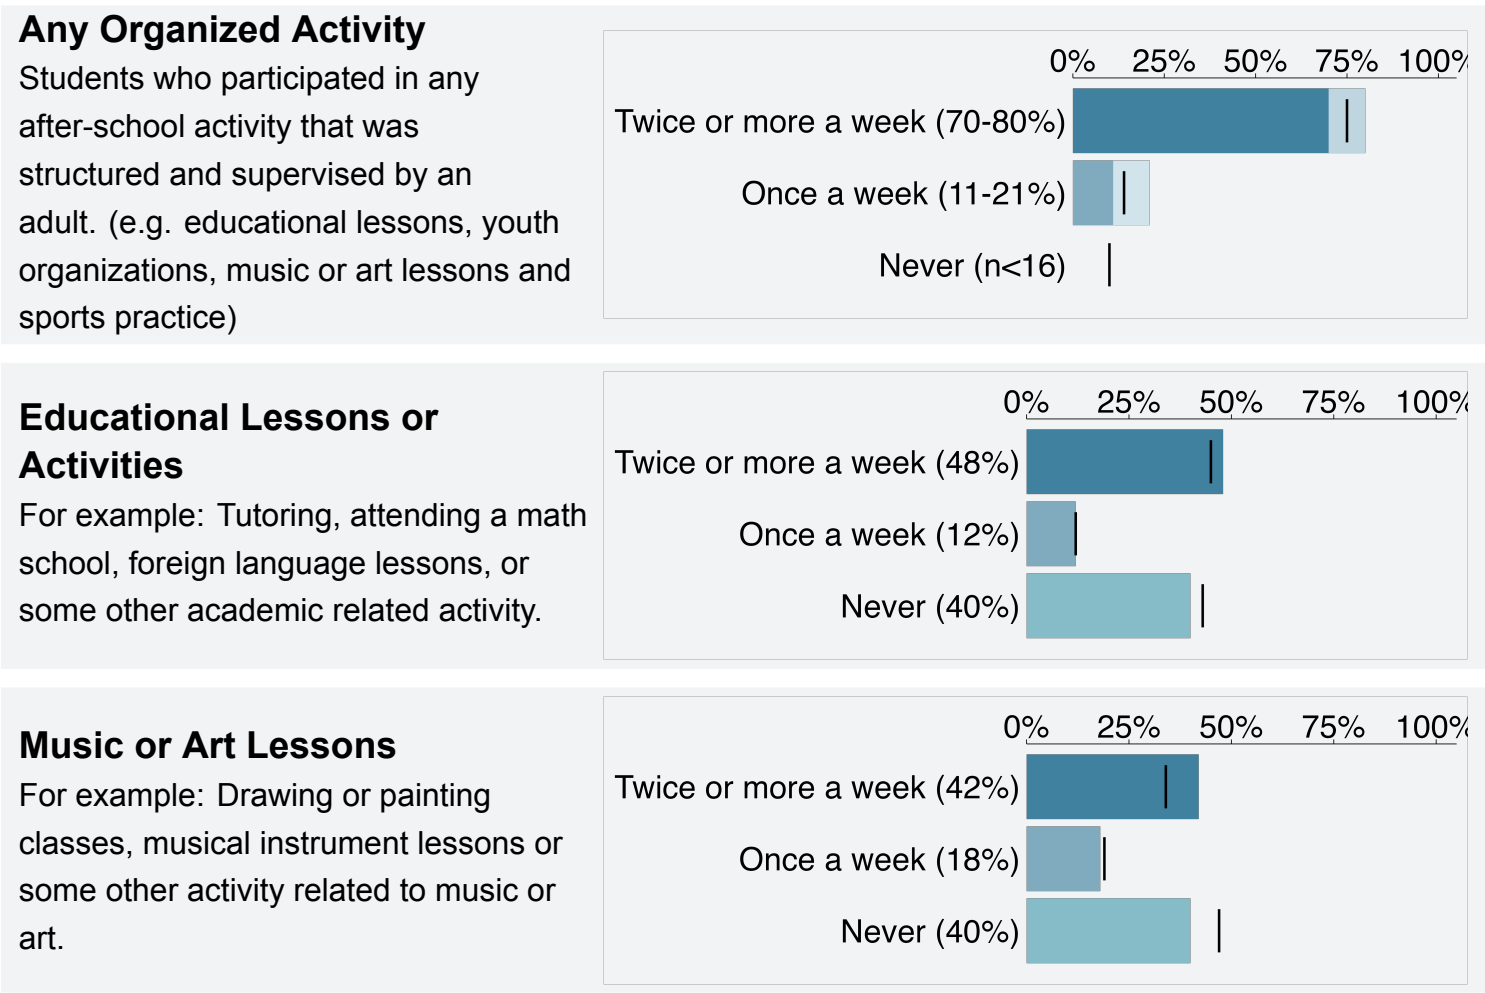 Any Organized Activity
Students who participated in any
after-school activity that was
structured and supervised by an
adult. (e.g. educational lessons, youth
organizations, music or art lessons and
sports practice)
0% 25% 50% 75% 100%
Twice or more a week (70-80%)
Once a week (11-21%)
Never (n<16)
Educational Lessons or
Activities
For example: Tutoring, attending a math
school, foreign language lessons, or
some other academic related activity.
0% 25% 50% 75% 100%
Twice or more a week (48%)
Once a week (12%)
Never (40%)
Music or Art Lessons
For example: Drawing or painting
classes, musical instrument lessons or
some other activity related to music or
art.
0% 25% 50% 75% 100%
Twice or more a week (42%)
Once a week (18%)
Never (40%)